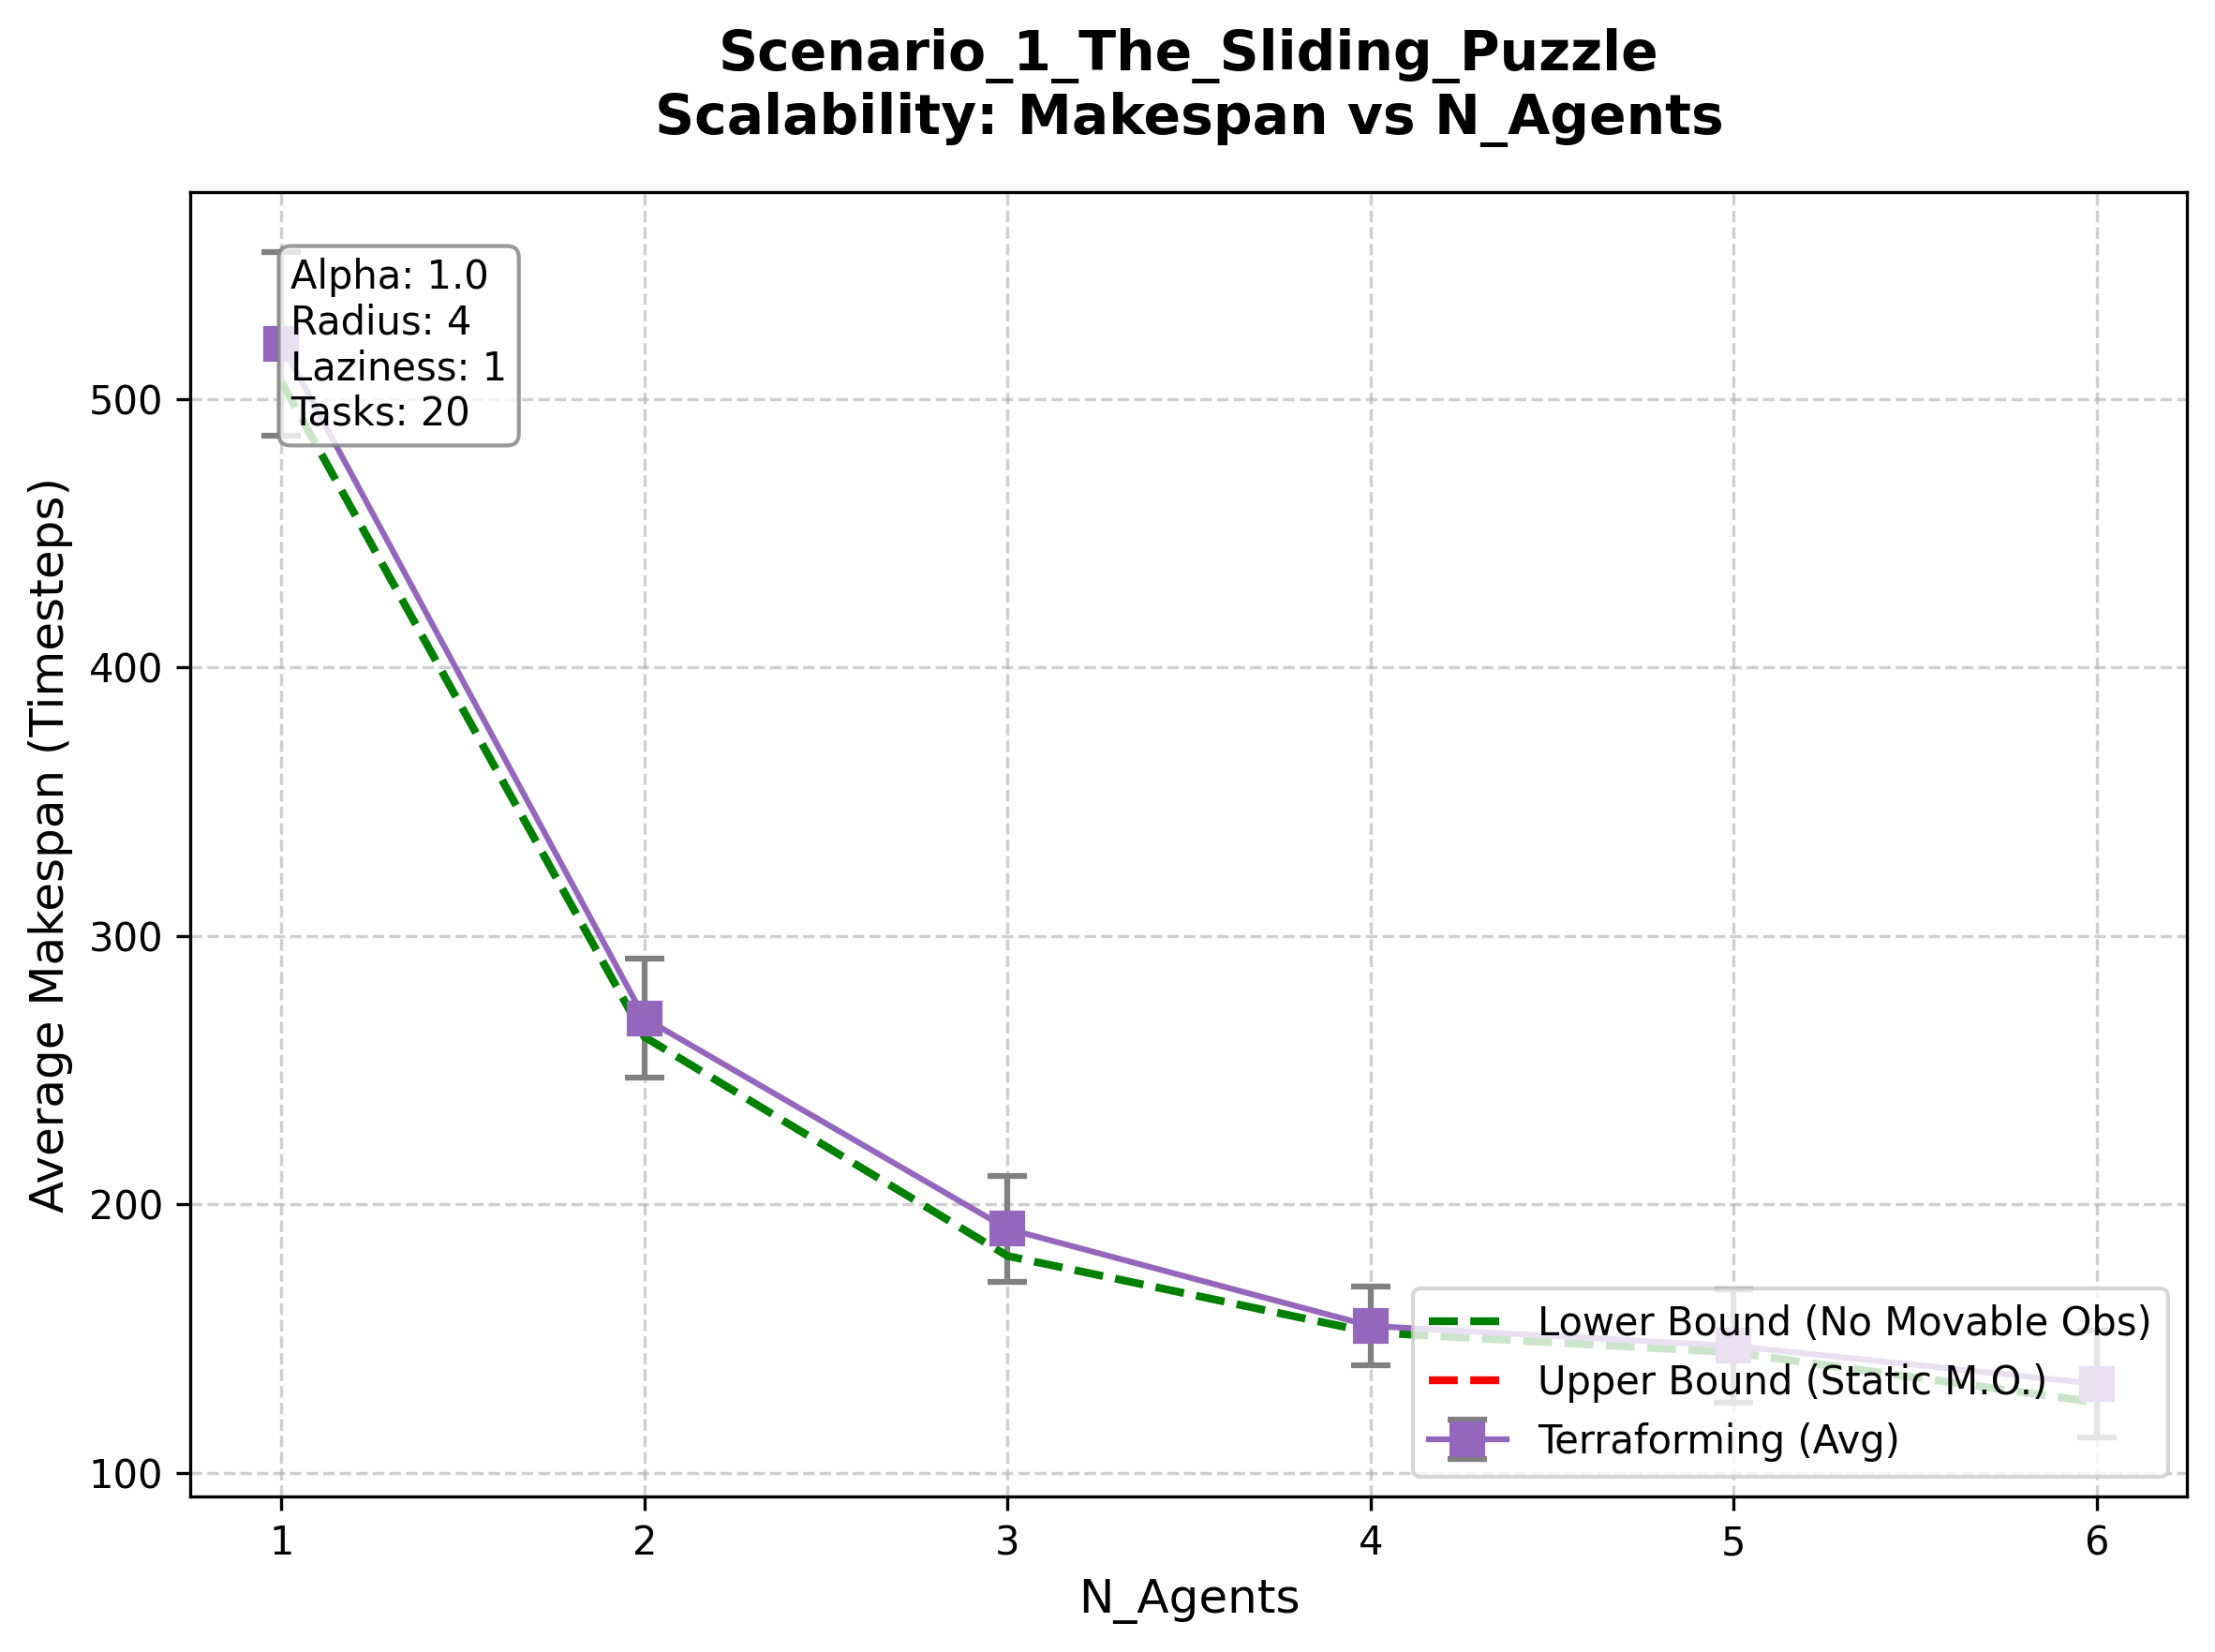 Scenario_1_The_Sliding_Puzzle
Scalability: Makespan vs N_Agents
Alpha: 1.0
Radius: 4
Laziness: 1
Tasks: 20
Average Makespan (Timesteps)
500
400
300
200
100
Lower Bound (No Movable Obs)
Upper Bound (Static M.O.)
Terraforming (Avg)
1 2 3 4 5 6
N_Agents